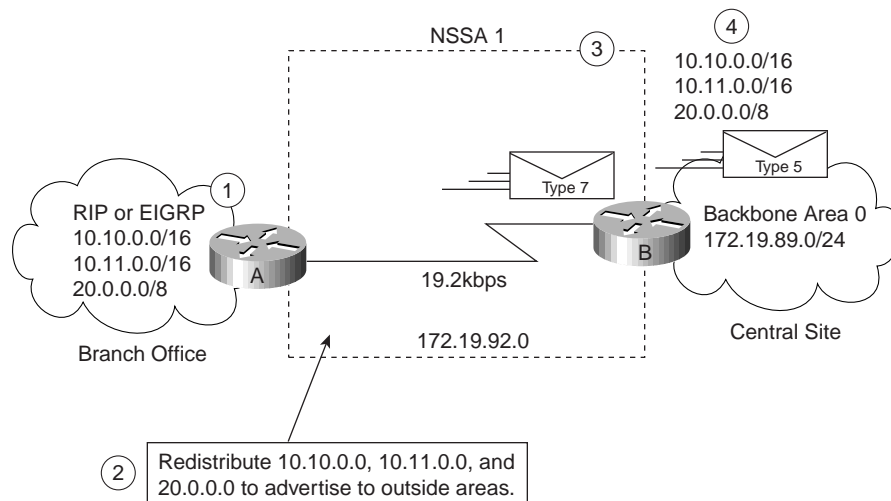 NSSA 1
3
4
10.10.0.0/16
10.11.0.0/16
20.0.0.0/8
Type 7
Type 5
1
RIP or EIGRP
10.10.0.0/16
10.11.0.0/16
20.0.0.0/8
A
B
Backbone Area 0
172.19.89.0/24
19.2kbps
Branch Office
172.19.92.0
Central Site
2
Redistribute 10.10.0.0, 10.11.0.0, and
20.0.0.0 to advertise to outside areas.